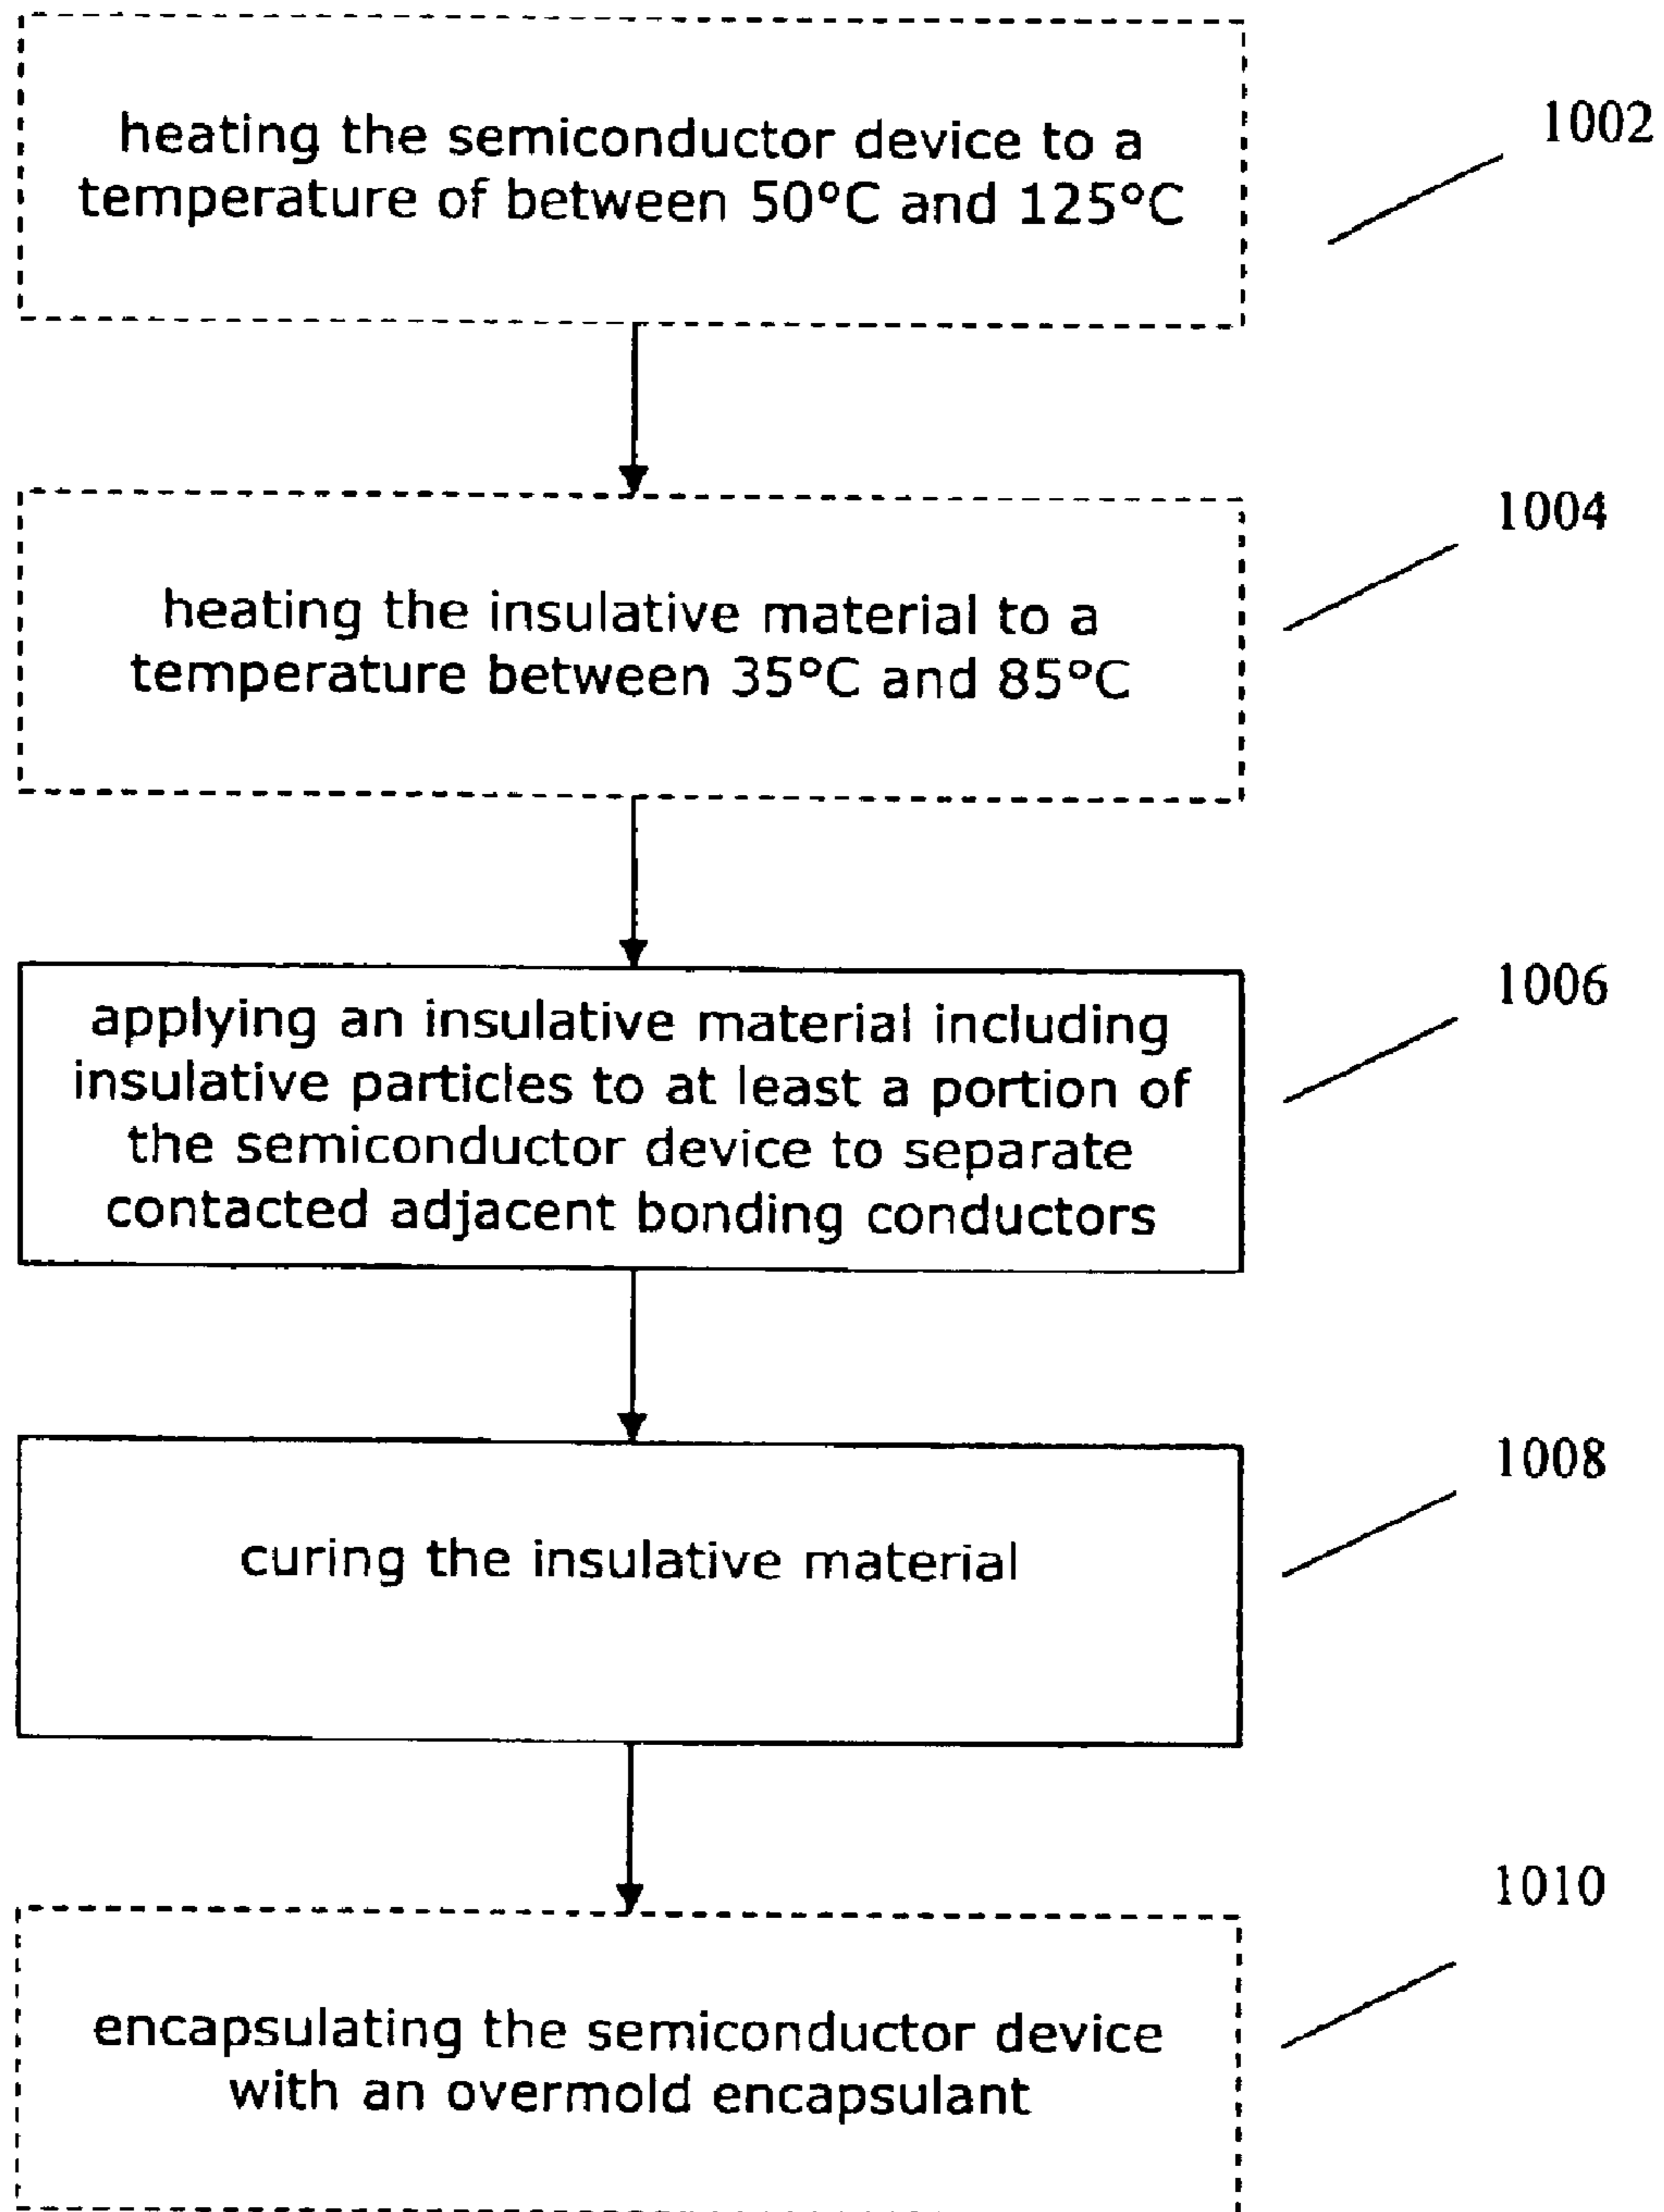 1002
heating the semiconductor device to a
temperature of between 50°C and 125°C
1004
heating the insulative material to a
temperature between 35°C and 85°C
1006
applying an insulative material including
insulative particles to at least a portion of
the semiconductor device to separate
contacted adjacent bonding conductors
1008
curing the insulative material
1010
encapsulating the semiconductor device
with an overmold encapsulant